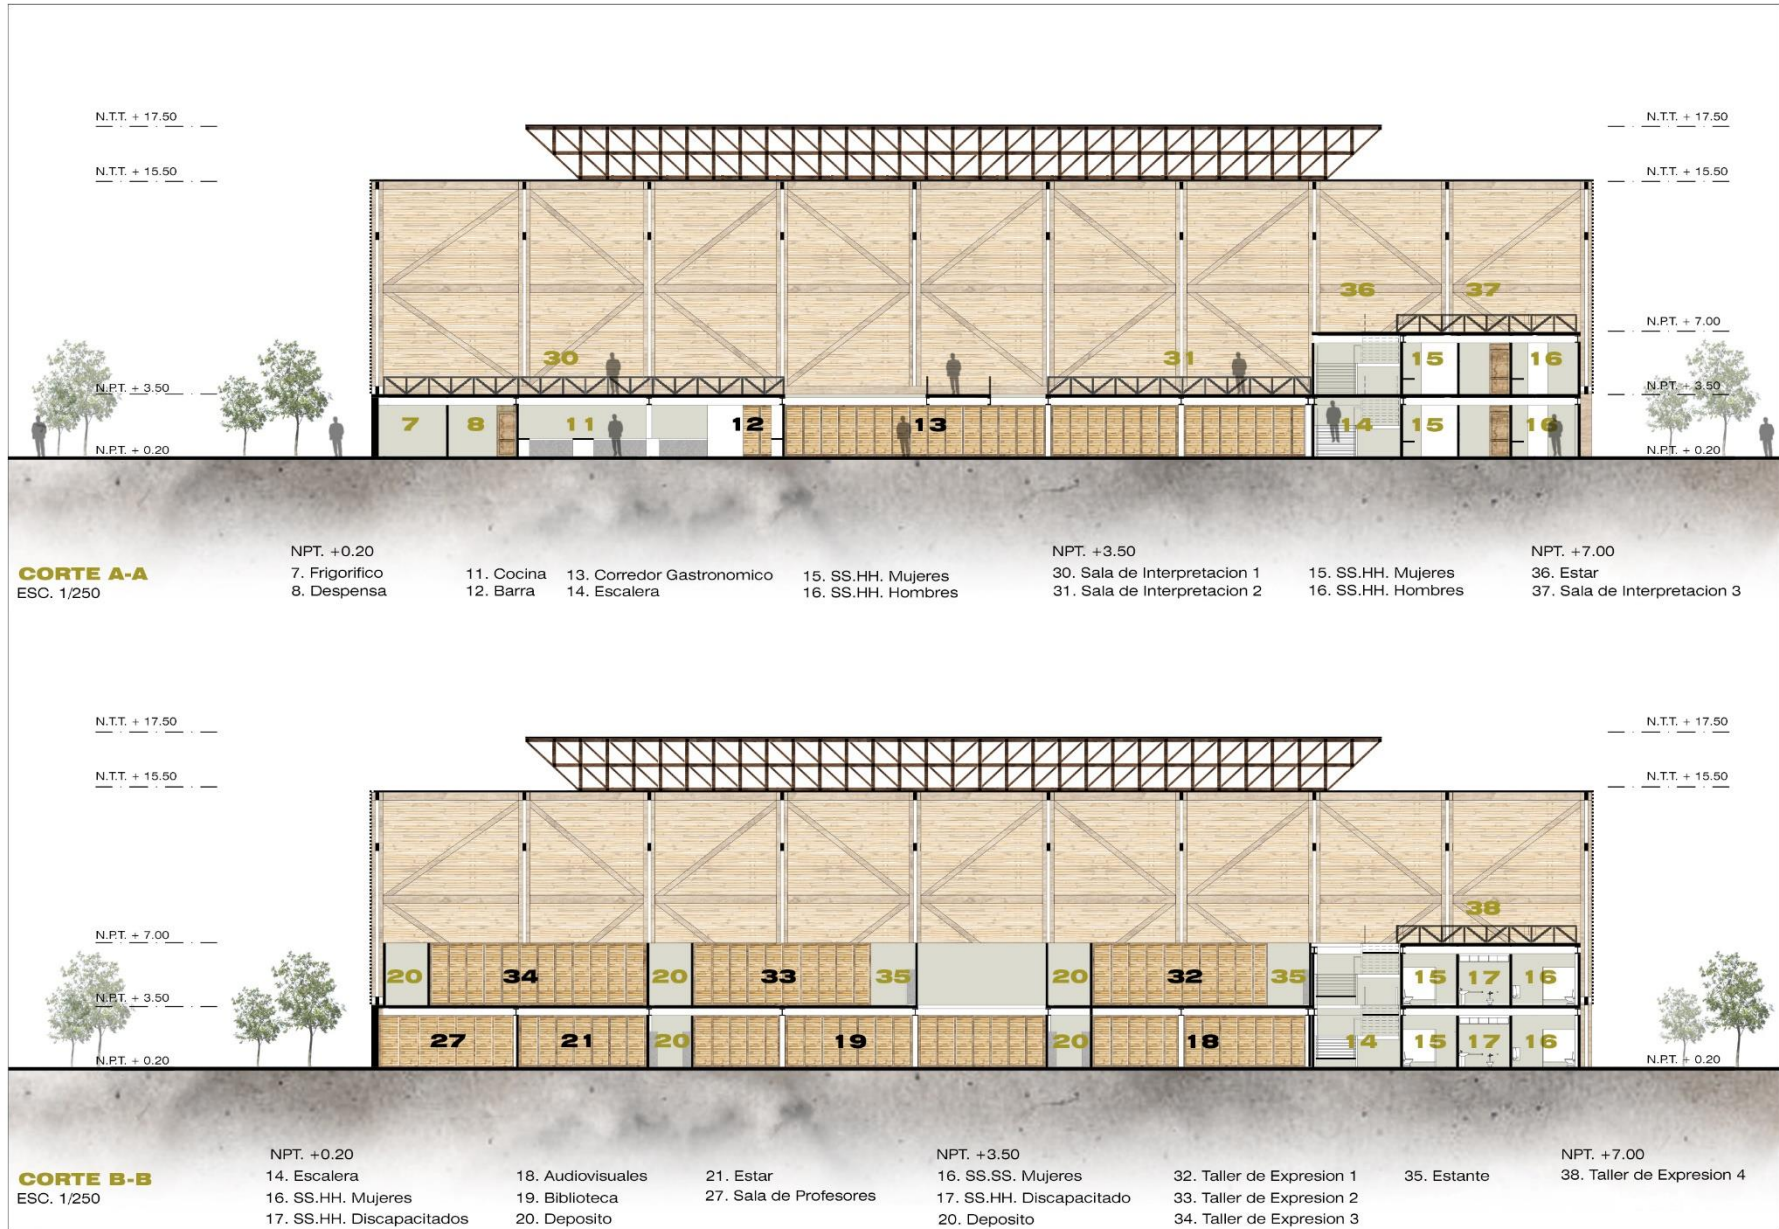 N.T.T. + 17.50
N.T.T. + 17.50
N.T.T. + 15.50
N.T.T. + 15.50
36
37
N.P.T. + 7.00
30
31
15
16
N.P.T. + 3.50
N.P.T. + 3.50
7
8
11
12
13
14
15
16
N.P.T. + 0.20
N.P.T. + 0.20
CORTE A-A
ESC. 1/250
NPT. +0.20
7. Frigorifico
8. Despensa
11. Cocina
12. Barra
13. Corredor Gastronomico
14. Escalera
15. SS.HH. Mujeres
16. SS.HH. Hombres
NPT. +3.50
30. Sala de Interpretacion 1
31. Sala de Interpretacion 2
15. SS.HH. Mujeres
16. SS.HH. Hombres
NPT. +7.00
36. Estar
37. Sala de Interpretacion 3
N.T.T. + 17.50
N.T.T. + 17.50
N.T.T. + 15.50
N.T.T. + 15.50
38
N.P.T. + 7.00
20
34
20
33
35
20
32
35
15
17
16
N.P.T. + 3.50
27
21
20
19
20
18
14
15
17
16
N.P.T. + 0.20
N.P.T. + 0.20
CORTE B-B
ESC. 1/250
NPT. +0.20
14. Escalera
16. SS.HH. Mujeres
17. SS.HH. Discapacitados
18. Audiovisuales
19. Biblioteca
20. Deposito
21. Estar
27. Sala de Profesores
NPT. +3.50
16. SS.SS. Mujeres
17. SS.HH. Discapacitado
20. Deposito
32. Taller de Expresion 1
33. Taller de Expresion 2
34. Taller de Expresion 3
35. Estante
NPT. +7.00
38. Taller de Expresion 4